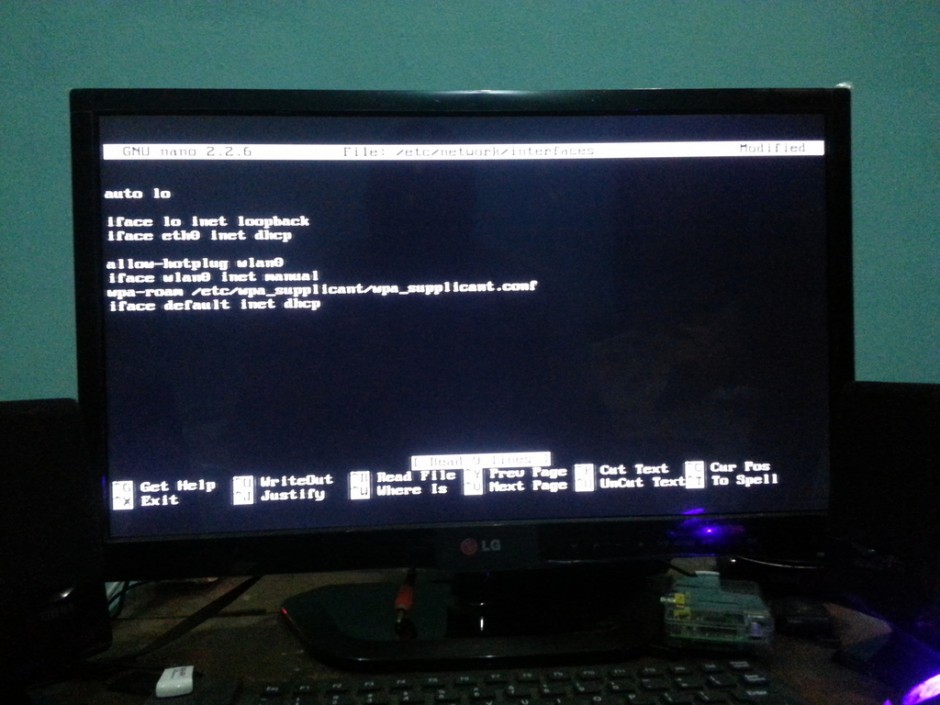 GNU nano 2.2.6 File: /etc/network/interfaces Modified
auto lo
iface lo inet loopback
iface eth0 inet dhcp
allow-hotplug wlan0
iface wlan0 inet manual
wpa-roam /etc/wpa_supplicant/wpa_supplicant.conf
iface default inet dhcp
[ Read 9 lines ]
^G Get Help ^O WriteOut ^R Read File ^Y Prev Page ^K Cut Text ^C Cur Pos
^X Exit ^J Justify ^W Where Is ^V Next Page ^U UnCut Text ^T To Spell
LG